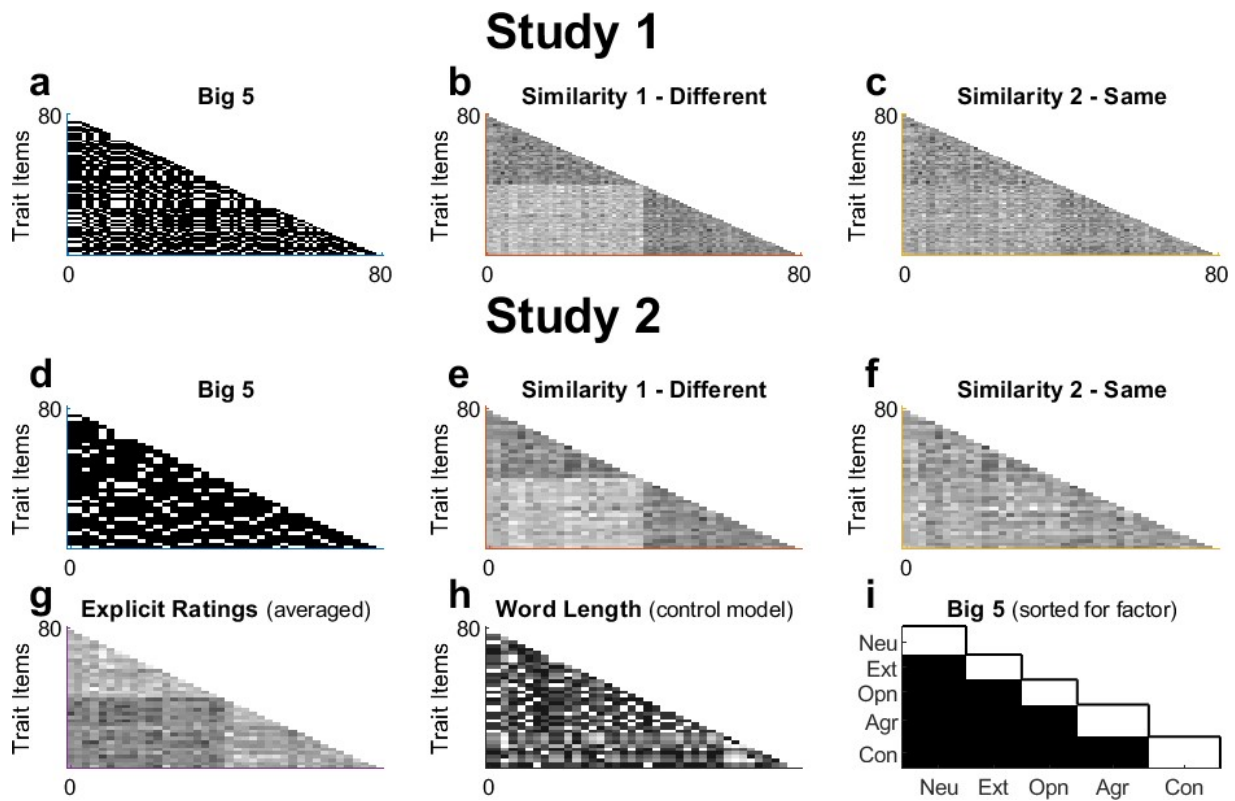 Study 1
a
Big 5
80
Trait Items
0
80
b
Similarity 1 - Different
80
Trait Items
0
80
c
Similarity 2 - Same
80
Trait Items
0
80
Study 2
d
Big 5
80
Trait Items
0
e
Similarity 1 - Different
80
Trait Items
0
f
Similarity 2 - Same
80
Trait Items
0
g
Explicit Ratings (averaged)
80
Trait Items
0
h
Word Length (control model)
80
Trait Items
0
i
Big 5 (sorted for factor)
Neu
Ext
Opn
Agr
Con
Neu Ext Opn Agr Con